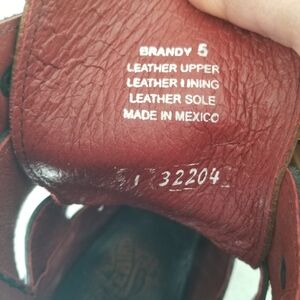 BRANDY 5
LEATHER UPPER
LEATHER LINING
LEATHER SOLE
MADE IN MEXICO
32204